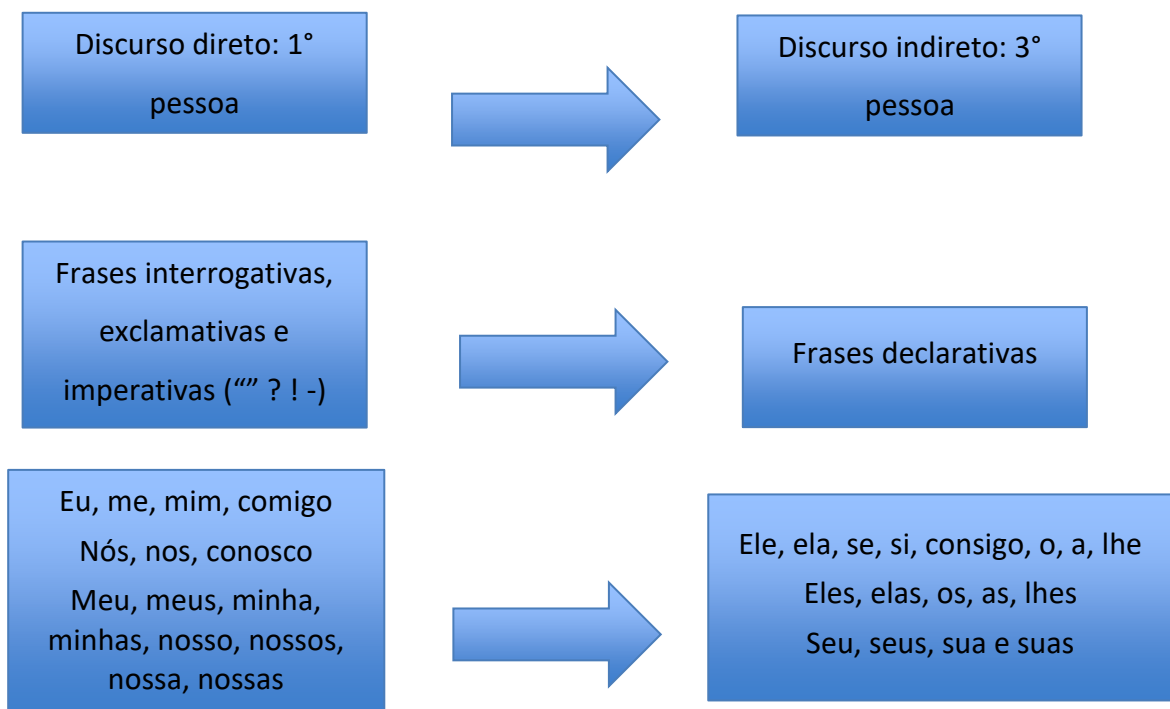 Discurso direto: 1°
pessoa
Discurso indireto: 3°
pessoa
Frases interrogativas,
exclamativas e
imperativas (“” ? ! -)
Frases declarativas
Eu, me, mim, comigo
Nós, nos, conosco
Meu, meus, minha,
minhas, nosso, nossos,
nossa, nossas
Ele, ela, se, si, consigo, o, a, lhe
Eles, elas, os, as, lhes
Seu, seus, sua e suas